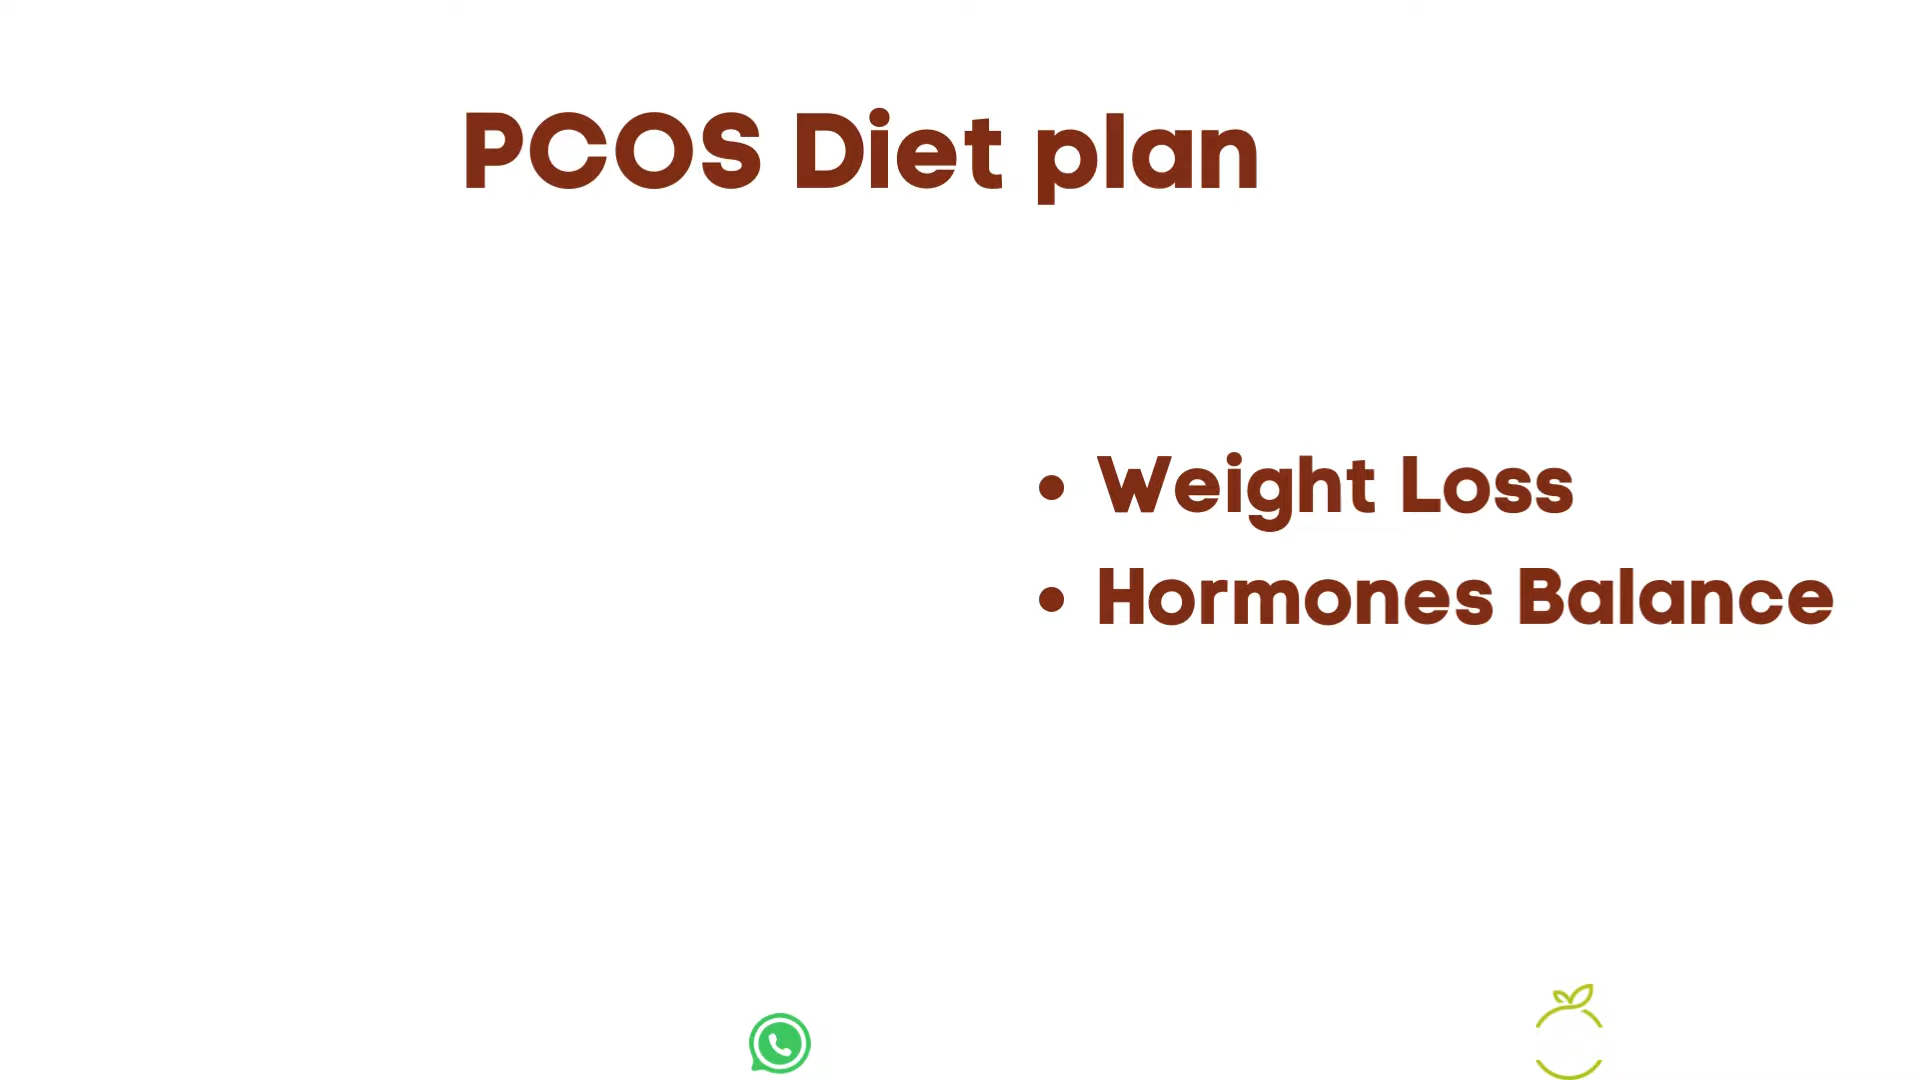 PCOS Diet plan
• Weight Loss
• Hormones Balance